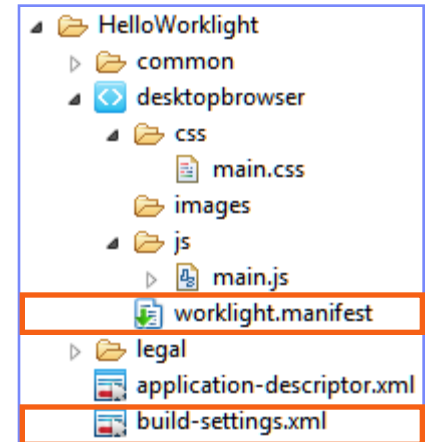 HelloWorklight
common
desktopbrowser
css
main.css
images
js
main.js
worklight.manifest
legal
application-descriptor.xml
build-settings.xml